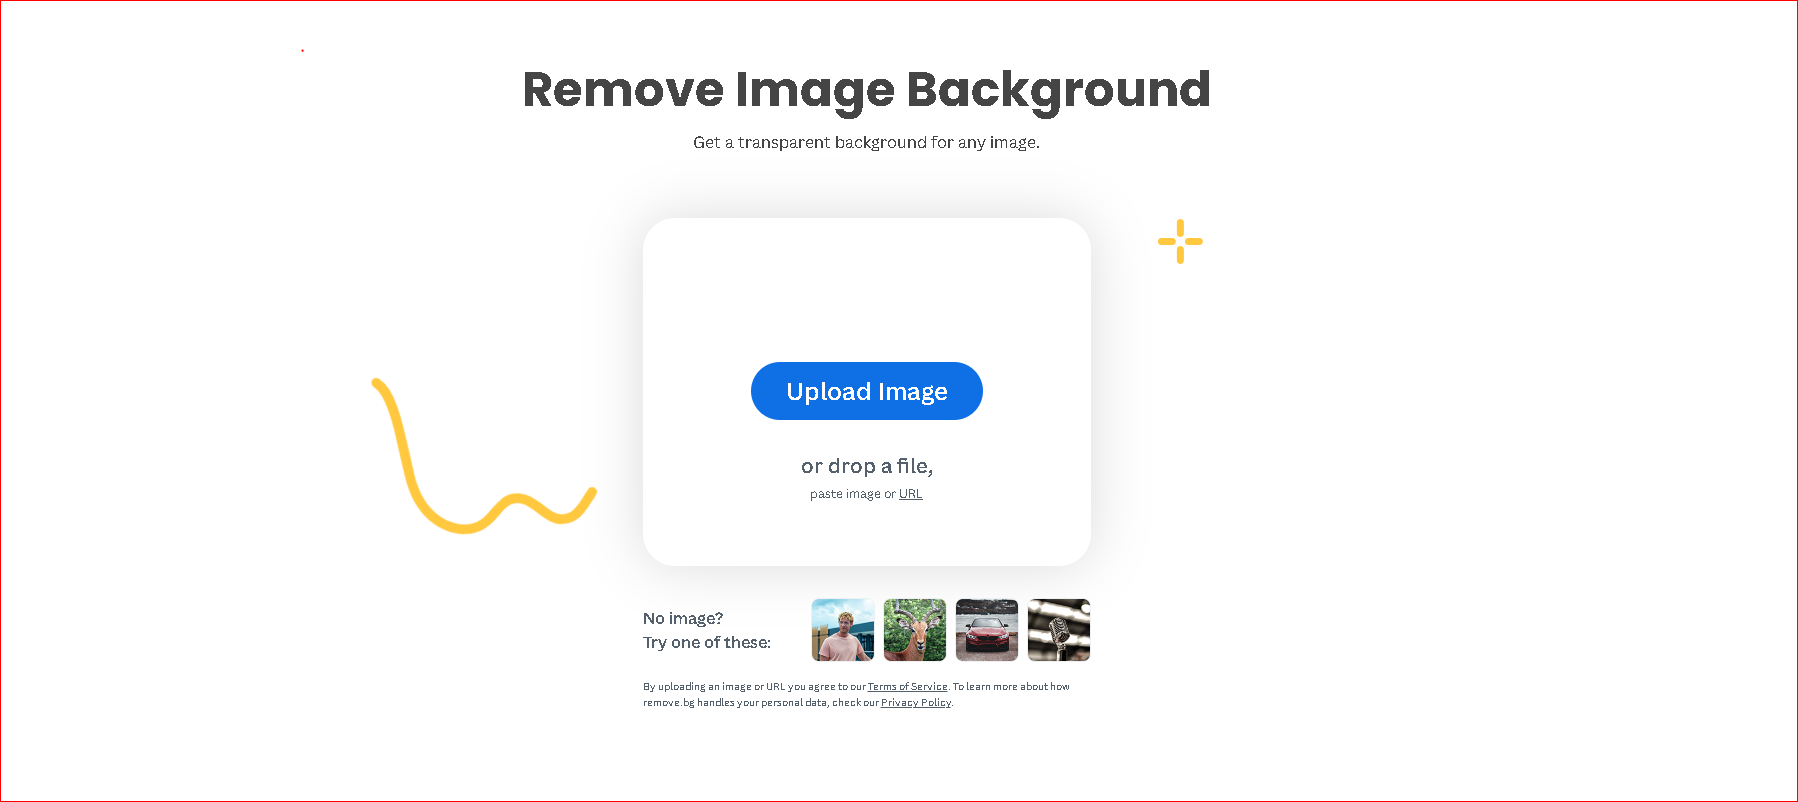 Remove Image Background
Get a transparent background for any image.
Upload Image
or drop a file,
paste image or URL
No image?
Try one of these:
By uploading an image or URL you agree to our Terms of Service. To learn more about how
remove.bg handles your personal data, check our Privacy Policy.